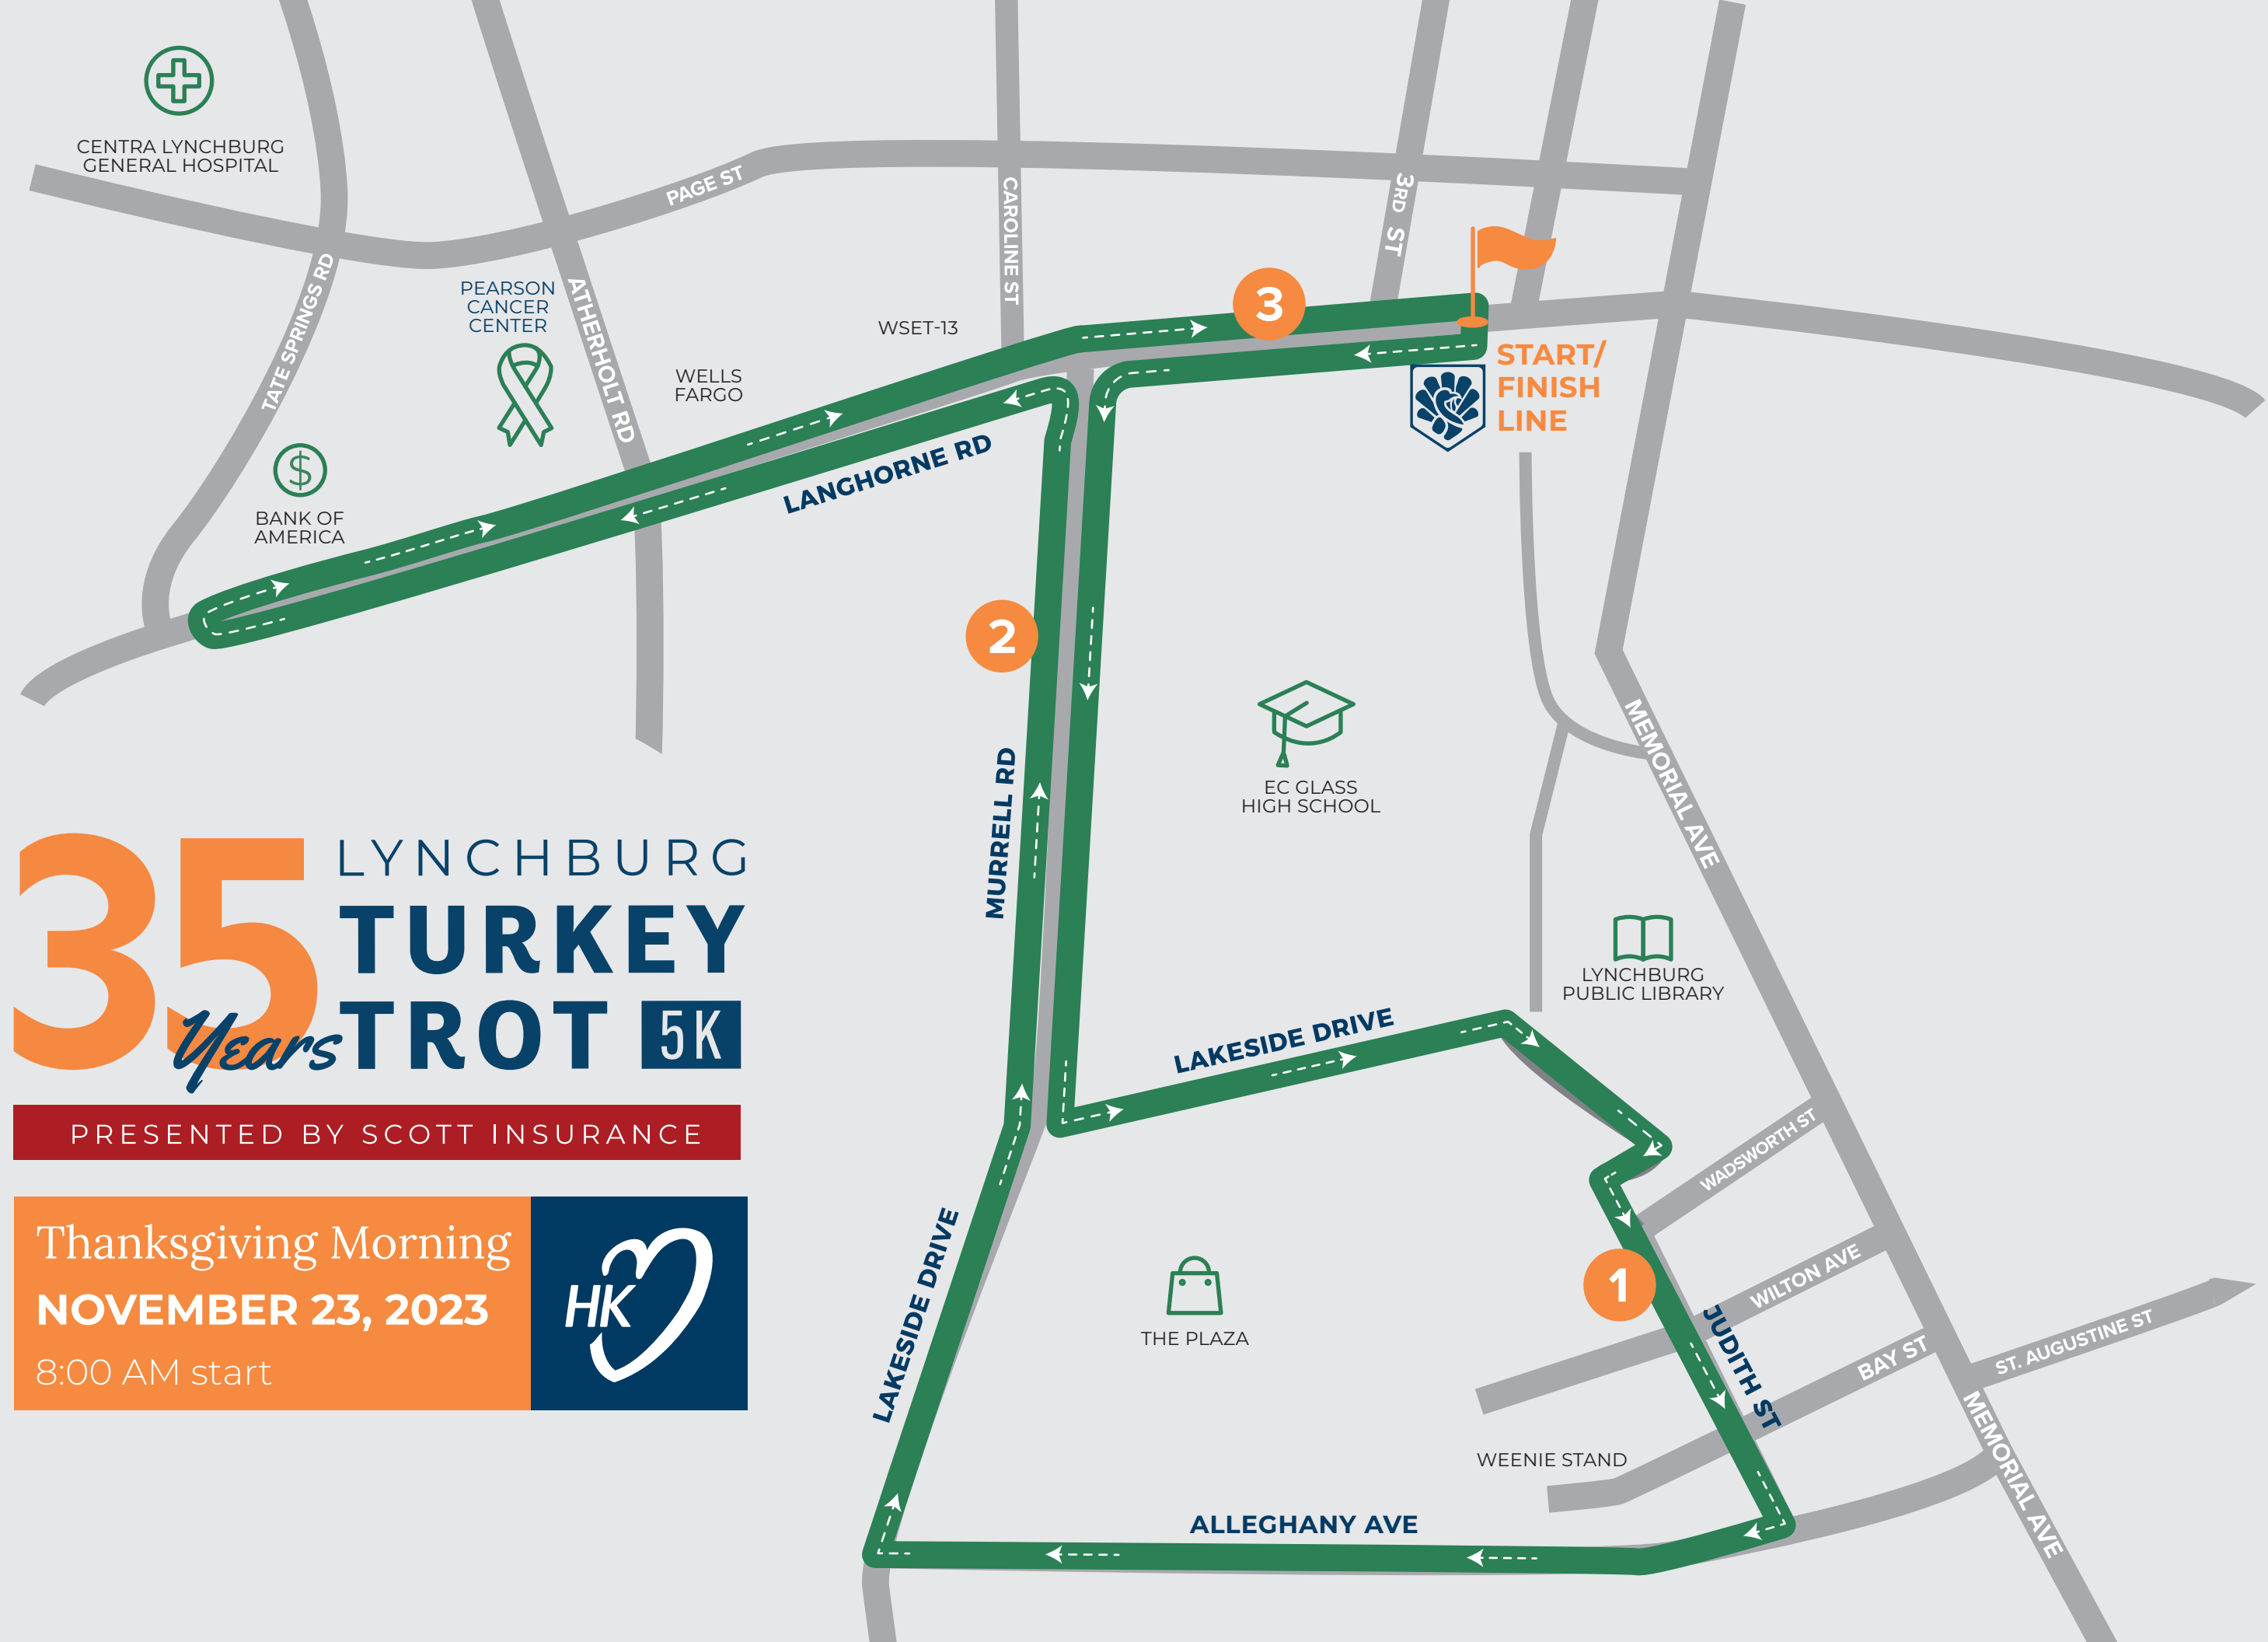 CENTRA LYNCHBURG
GENERAL HOSPITAL
PAGE ST
CAROLINE ST
3RD ST
TATE SPRINGS RD
PEARSON
CANCER
CENTER
ATHERHOLT RD
WSET-13
WELLS
FARGO
3
START/
FINISH
LINE
LANGHORNE RD
$
BANK OF
AMERICA
2
MURRELL RD
EC GLASS
HIGH SCHOOL
MEMORIAL AVE
35
Years
LYNCHBURG
TURKEY
TROT 5K
PRESENTED BY SCOTT INSURANCE
Thanksgiving Morning
NOVEMBER 23, 2023
8:00 AM start
HK
LYNCHBURG
PUBLIC LIBRARY
LAKESIDE DRIVE
WADSWORTH ST
WILTON AVE
1
JUDITH ST
BAY ST
ST. AUGUSTINE ST
LAKESIDE DRIVE
THE PLAZA
WEENIE STAND
MEMORIAL AVE
ALLEGHANY AVE